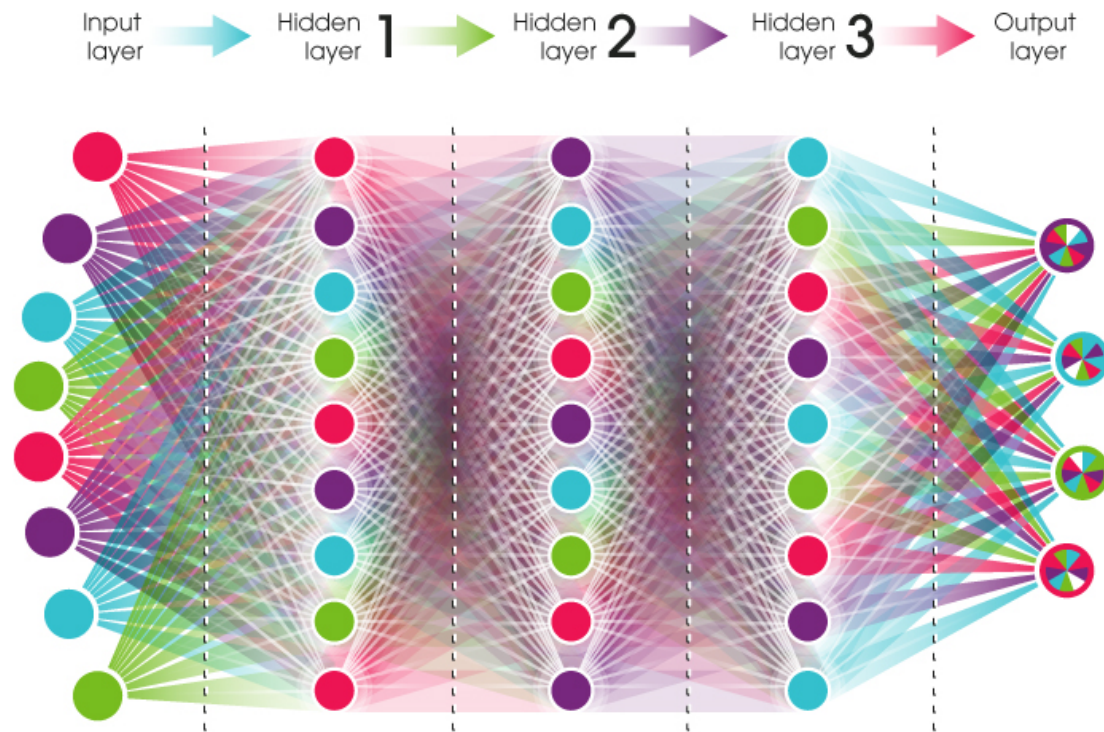 Input
layer
Hidden
layer 1
Hidden
layer 2
Hidden
layer 3
Output
layer